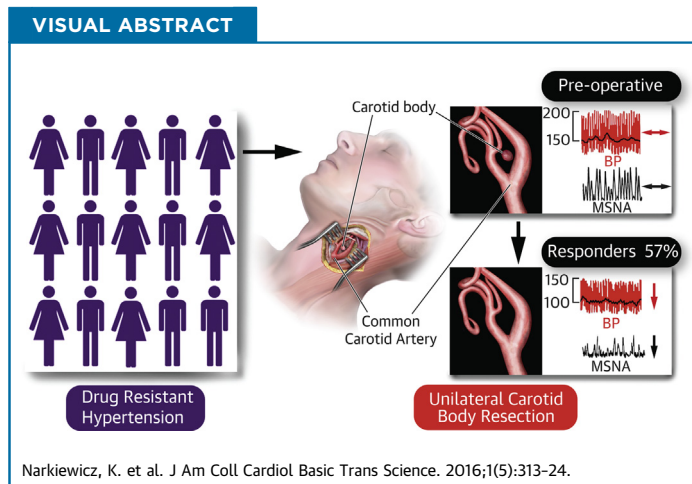 VISUAL ABSTRACT
Carotid body
Pre-operative
200
150
BP
MSNA
Responders 57%
150
100
BP
MSNA
Common
Carotid Artery
Drug Resistant
Hypertension
Unilateral Carotid
Body Resection
Narkiewicz, K. et al. J Am Coll Cardiol Basic Trans Science. 2016;1(5):313–24.